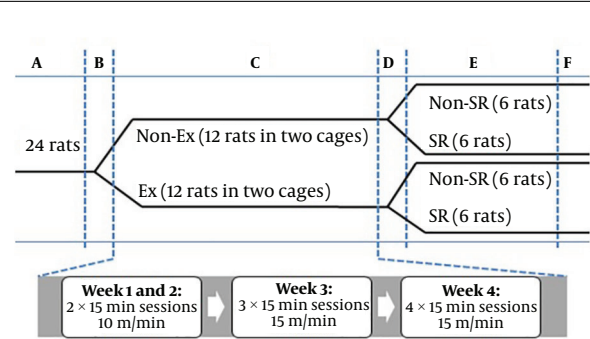 A B C D E F
24 rats
Non-Ex (12 rats in two cages)
Ex (12 rats in two cages)
Non-SR (6 rats)
SR (6 rats)
Non-SR (6 rats)
SR (6 rats)
Week 1 and 2:
2 × 15 min sessions
10 m/min
Week 3:
3 × 15 min sessions
15 m/min
Week 4:
4 × 15 min sessions
15 m/min